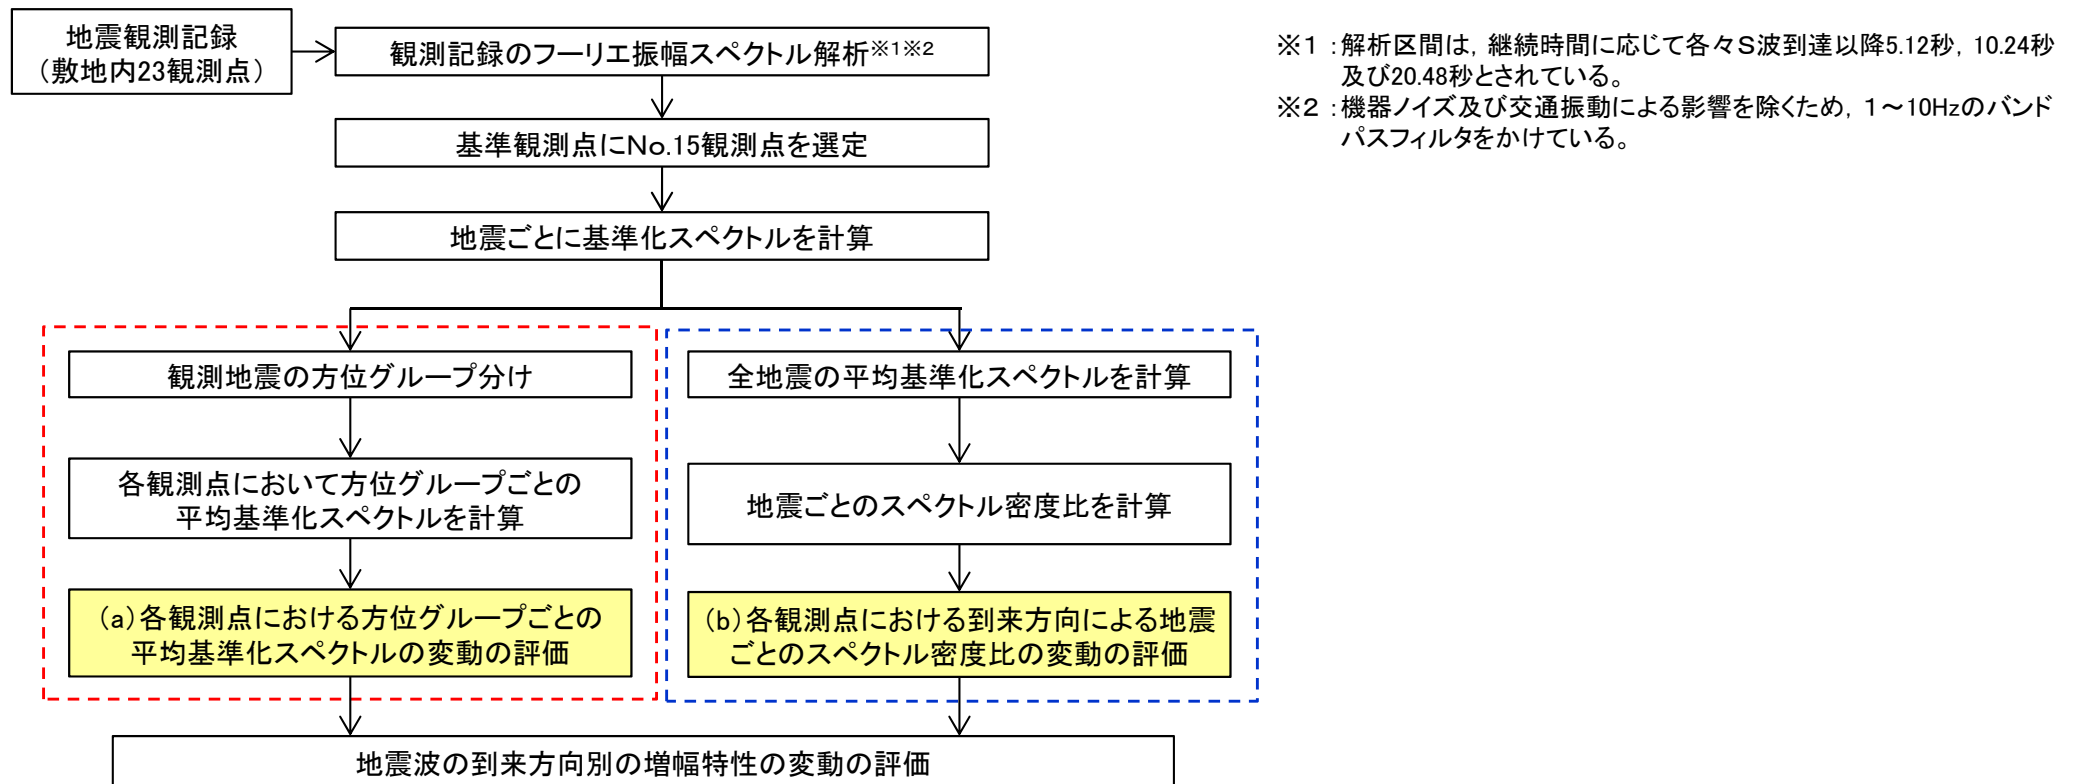 地震観測記録
(敷地内23観測点)
観測記録のフーリエ振幅スペクトル解析※1※2
※1:解析区間は,継続時間に応じて各々S波到達以降5.12秒,10.24秒
及び20.48秒とされている。
※2:機器ノイズ及び交通振動による影響を除くため,1~10Hzのバンド
パスフィルタをかけている。
基準観測点にNo.15観測点を選定
地震ごとに基準化スペクトルを計算
観測地震の方位グループ分け
各観測点において方位グループごとの
平均基準化スペクトルを計算
(a)各観測点における方位グループごとの
平均基準化スペクトルの変動の評価
全地震の平均基準化スペクトルを計算
地震ごとのスペクトル密度比を計算
(b)各観測点における到来方向による地震
ごとのスペクトル密度比の変動の評価
地震波の到来方向別の増幅特性の変動の評価